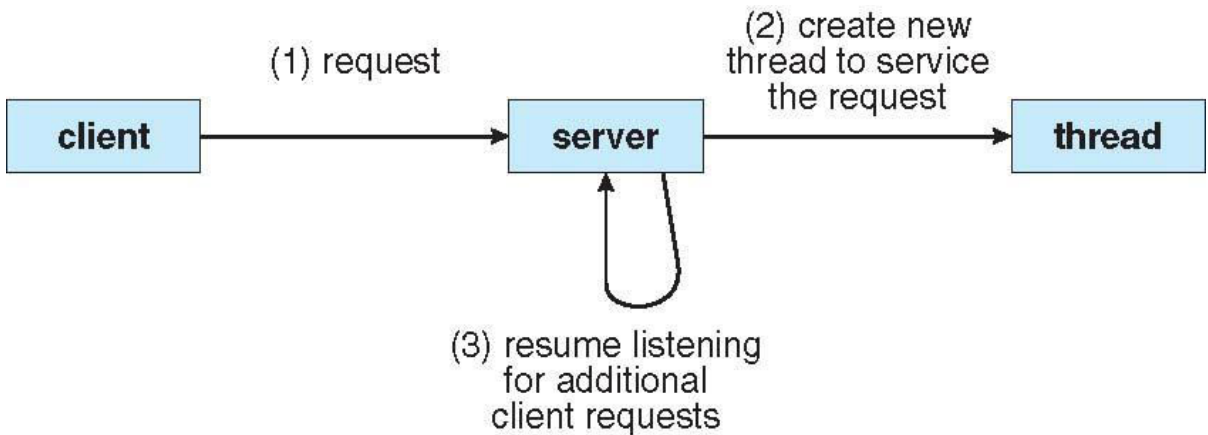 (1) request
(2) create new
thread to service
the request
client
server
thread
(3) resume listening
for additional
client requests